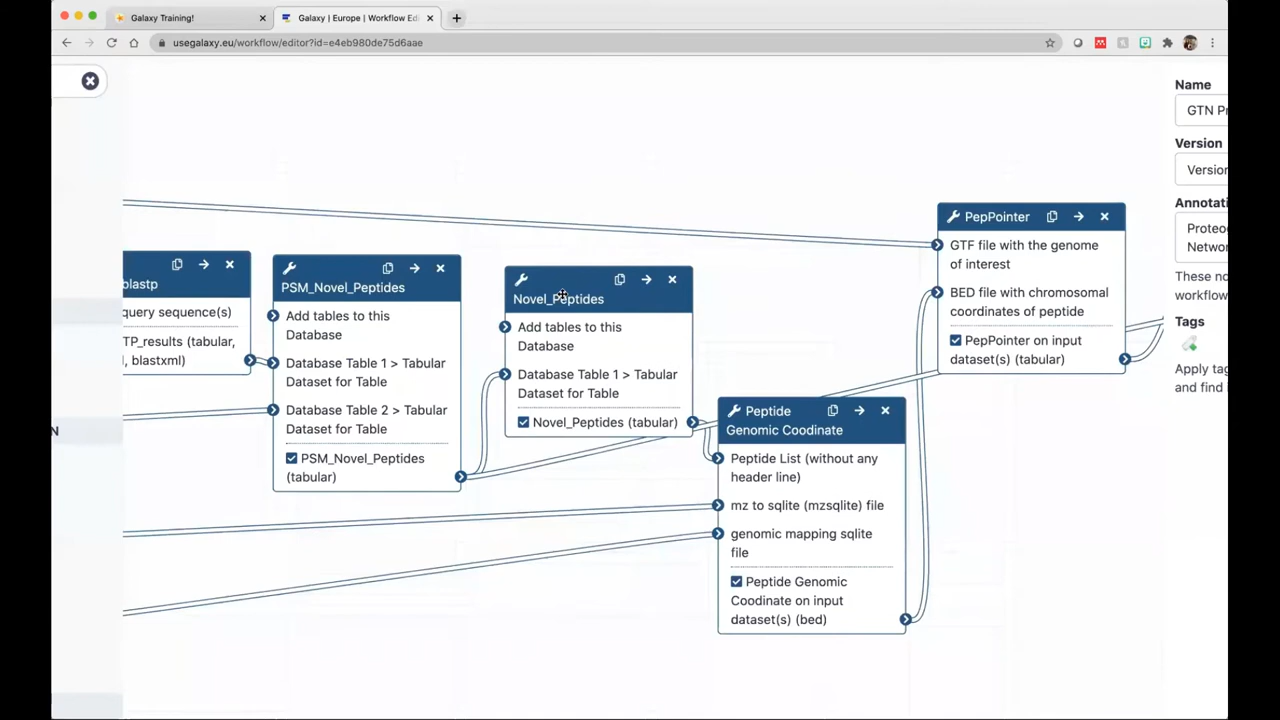 Galaxy Training!
Galaxy | Europe | Workflow Edi
usegalaxy.eu/workflow/editor?id=e4eb980de75d6aae
blastp
query sequence(s)
TP_results (tabular,
l, blastxml)
N
PSM_Novel_Peptides
Add tables to this
Database
Database Table 1 > Tabular
Dataset for Table
Database Table 2 > Tabular
Dataset for Table
PSM_Novel_Peptides
(tabular)
Novel_Peptides
Add tables to this
Database
Database Table 1 > Tabular
Dataset for Table
Novel_Peptides (tabular)
Peptide
Genomic Coodinate
Peptide List (without any
header line)
mz to sqlite (mzsqlite) file
genomic mapping sqlite
file
Peptide Genomic
Coodinate on input
dataset(s) (bed)
PepPointer
GTF file with the genome
of interest
BED file with chromosomal
coordinates of peptide
PepPointer on input
dataset(s) (tabular)
Name
GTN Pr
Version
Version
Annotati
Proteo
Networ
These no
workflow
Tags
Apply tag
and find i